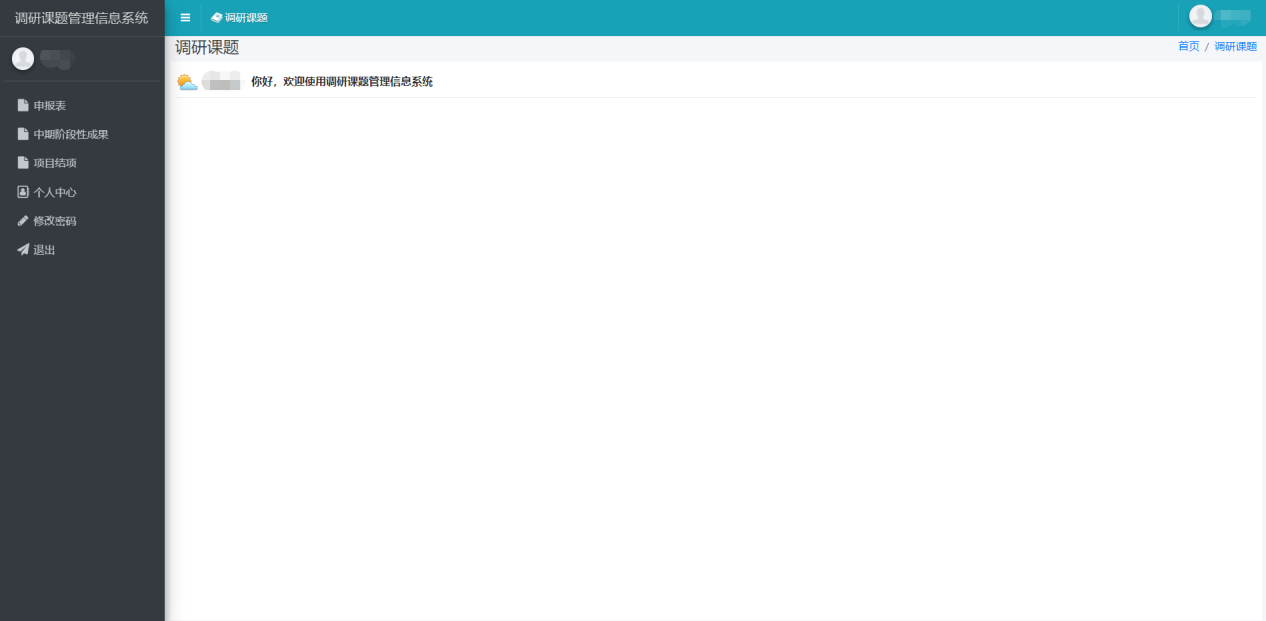 调研课题管理信息系统
调研课题
调研课题
首页 / 调研课题
你好，欢迎使用调研课题管理信息系统
申报表
中期阶段性成果
项目结项
个人中心
修改密码
退出